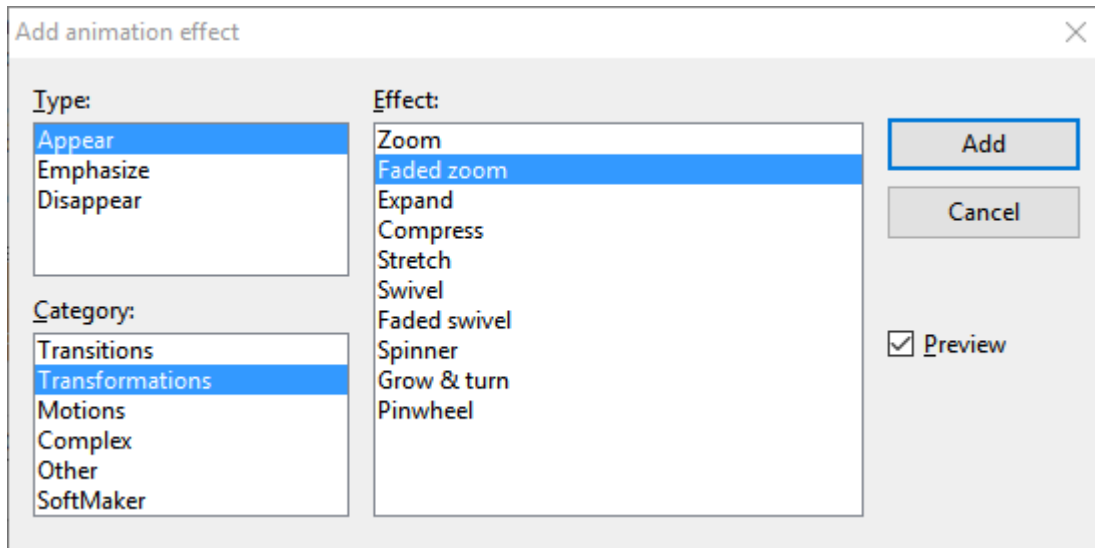 Add animation effect
Type:
Appear
Emphasize
Disappear
Category:
Transitions
Transformations
Motions
Complex
Other
SoftMaker
Effect:
Zoom
Faded zoom
Expand
Compress
Stretch
Swivel
Faded swivel
Spinner
Grow & turn
Pinwheel
Add
Cancel
Preview